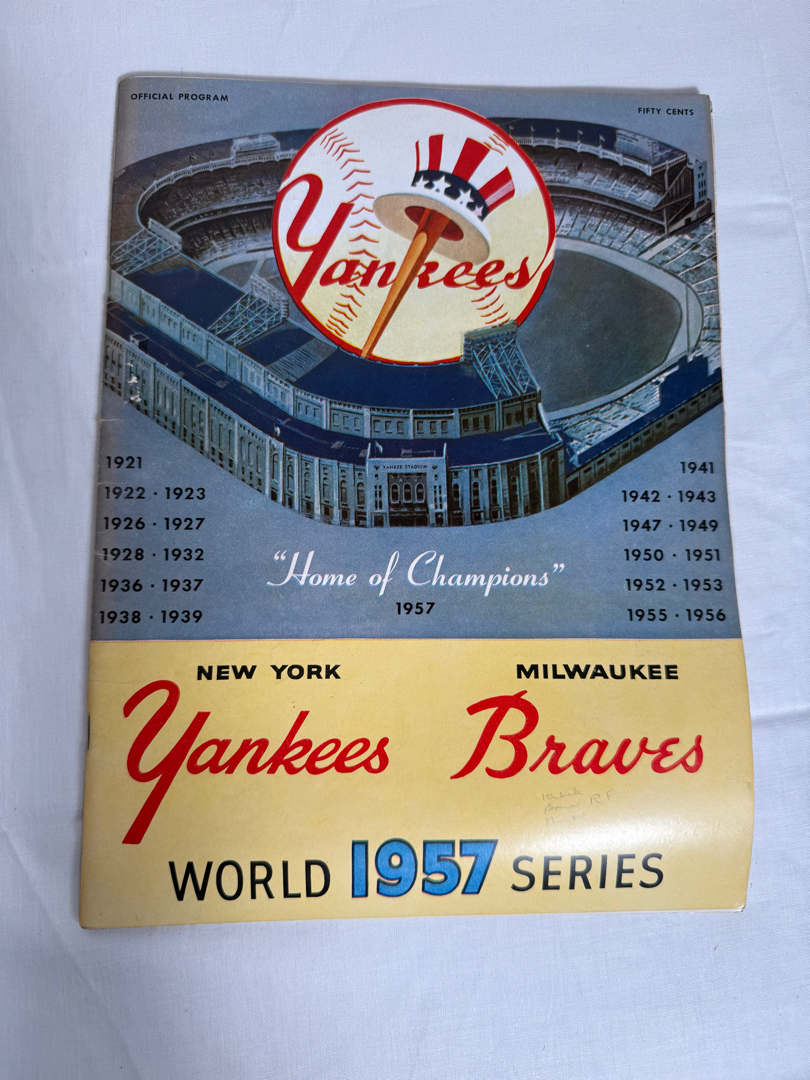 OFFICIAL PROGRAM
FIFTY CENTS
Yankees
YANKEE STADIUM
1921
1922 · 1923
1926 · 1927
1928 · 1932
1936 · 1937
1938 · 1939
1941
1942 · 1943
1947 · 1949
1950 · 1951
1952 · 1953
1955 · 1956
"Home of Champions"
1957
NEW YORK
Yankees
MILWAUKEE
Braves
RF
WORLD 1957 SERIES